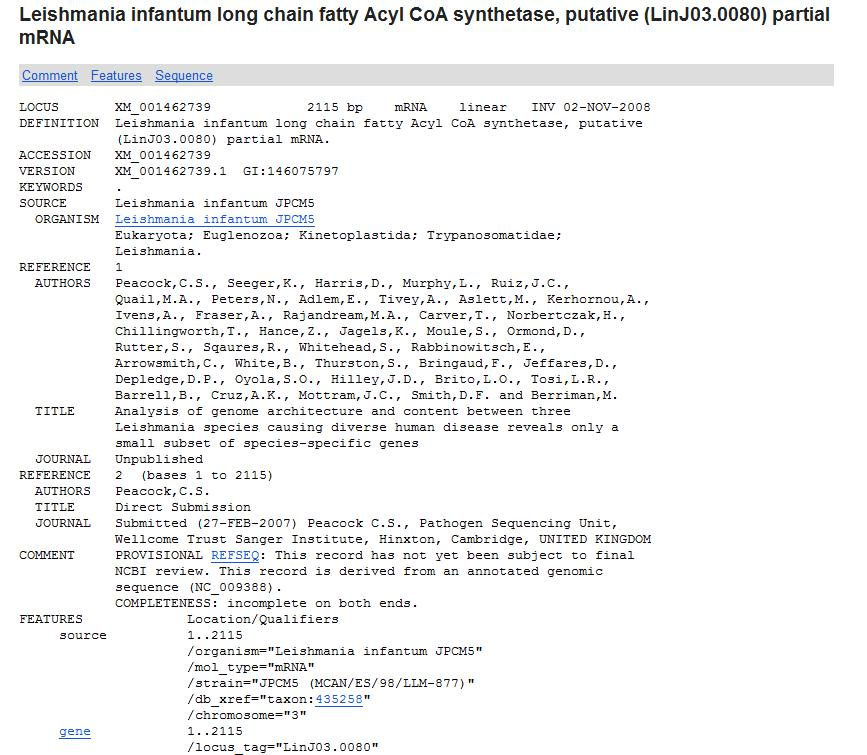 Leishmania infantum long chain fatty Acyl CoA synthetase, putative (LinJ03.0080) partial
mRNA
Comment Features Sequence
LOCUS XM_001462739 2115 bp mRNA linear INV 02-NOV-2008
DEFINITION Leishmania infantum long chain fatty Acyl CoA synthetase, putative
(LinJ03.0080) partial mRNA.
ACCESSION XM_001462739
VERSION XM_001462739.1 GI:146075797
KEYWORDS .
SOURCE Leishmania infantum JPCM5
ORGANISM Leishmania infantum JPCM5
Eukaryota; Euglenozoa; Kinetoplastida; Trypanosomatidae;
Leishmania.
REFERENCE 1
AUTHORS Peacock,C.S., Seeger,K., Harris,D., Murphy,L., Ruiz,J.C.,
Quail,M.A., Peters,N., Adlem,E., Tivey,A., Aslett,M., Kerhornou,A.,
Ivens,A., Fraser,A., Rajandream,M.A., Carver,T., Norbertczak,H.,
Chillingworth,T., Hance,Z., Jagels,K., Moule,S., Ormond,D.,
Rutter,S., Sqaures,R., Whitehead,S., Rabbinowitsch,E.,
Arrowsmith,C., White,B., Thurston,S., Bringaud,F., Jeffares,D.,
Depledge,D.P., Oyola,S.O., Hilley,J.D., Brito,L.O., Tosi,L.R.,
Barrell,B., Cruz,A.K., Mottram,J.C., Smith,D.F. and Berriman,M.
TITLE Analysis of genome architecture and content between three
Leishmania species causing diverse human disease reveals only a
small subset of species-specific genes
JOURNAL Unpublished
REFERENCE 2 (bases 1 to 2115)
AUTHORS Peacock,C.S.
TITLE Direct Submission
JOURNAL Submitted (27-FEB-2007) Peacock C.S., Pathogen Sequencing Unit,
Wellcome Trust Sanger Institute, Hinxton, Cambridge, UNITED KINGDOM
COMMENT PROVISIONAL REFSEQ: This record has not yet been subject to final
NCBI review. This record is derived from an annotated genomic
sequence (NC_009388).
COMPLETENESS: incomplete on both ends.
FEATURES Location/Qualifiers
source 1..2115
/organism="Leishmania infantum JPCM5"
/mol_type="mRNA"
/strain="JPCM5 (MCAN/ES/98/LLM-877)"
/db_xref="taxon:435258"
/chromosome="3"
gene 1..2115
/locus_tag="LinJ03.0080"